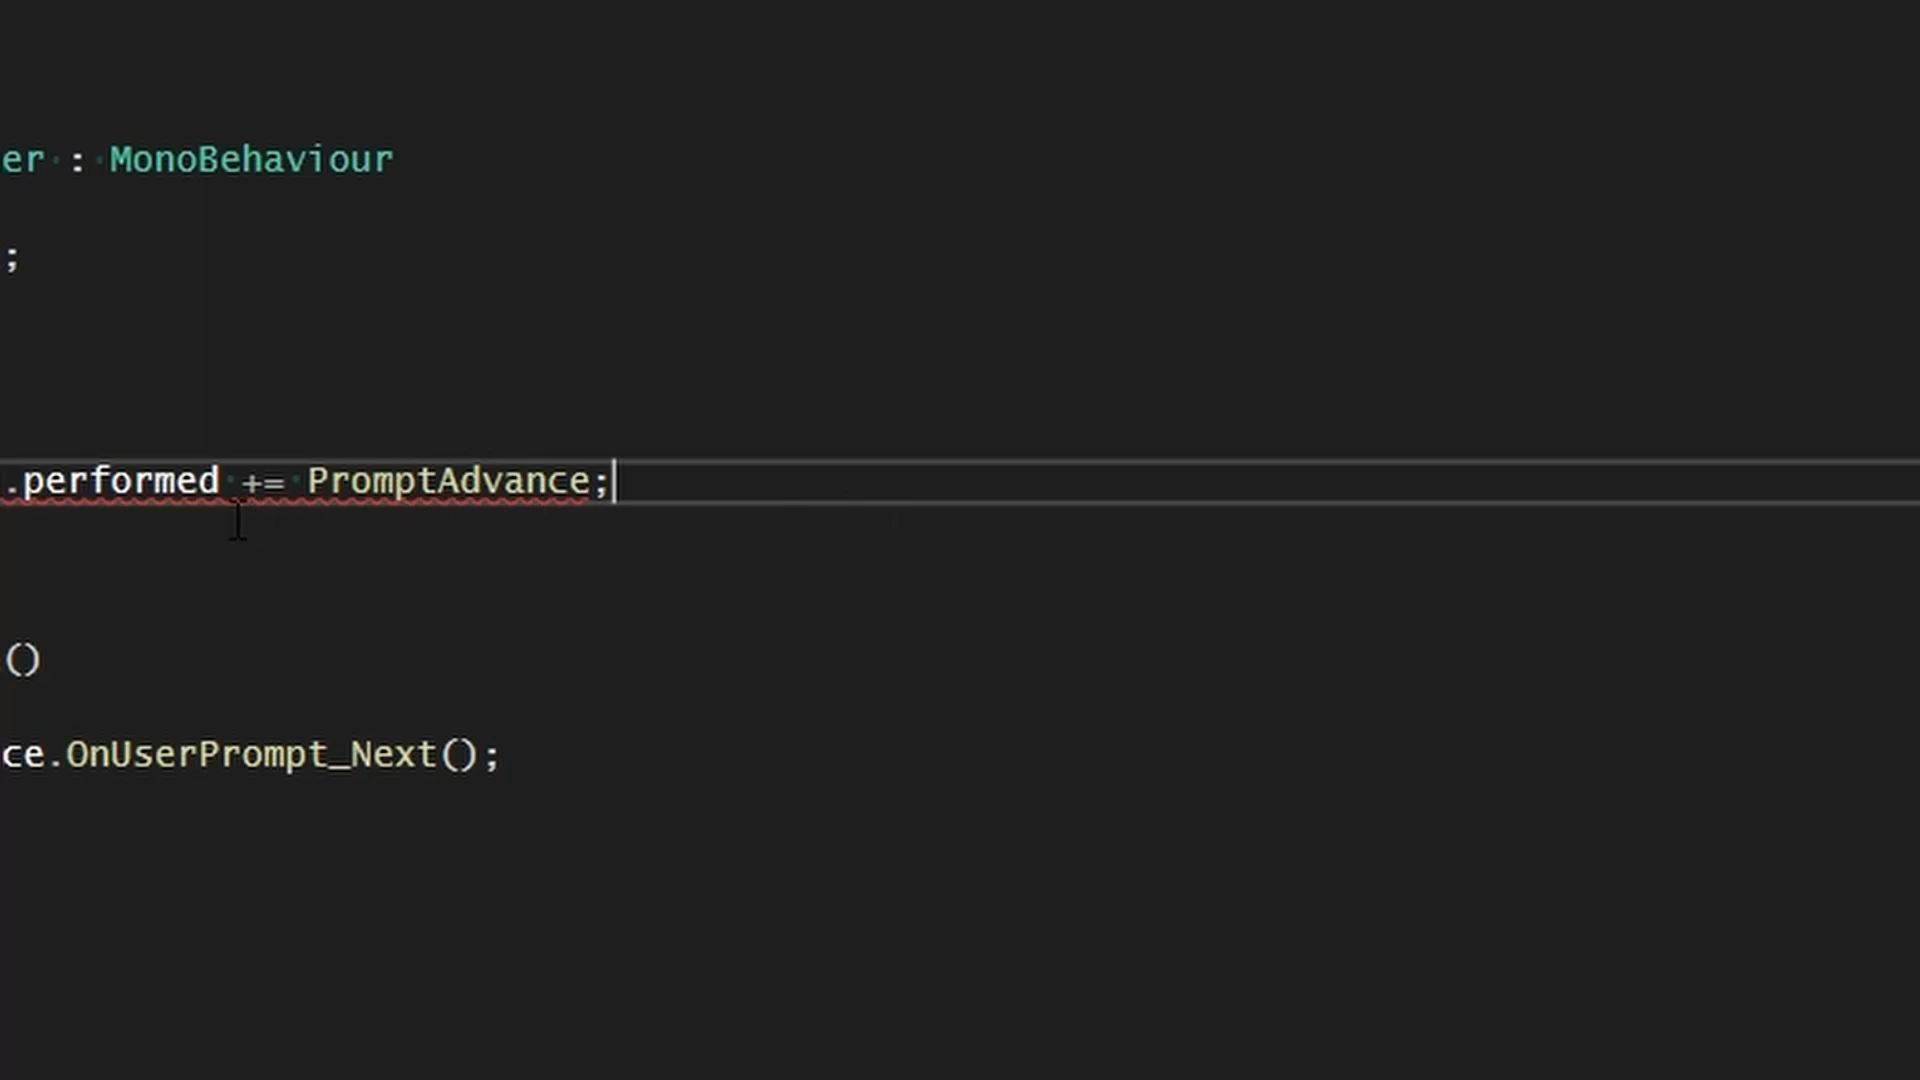 er : MonoBehaviour
;
.performed += PromptAdvance;
()
ce.OnUserPrompt_Next();